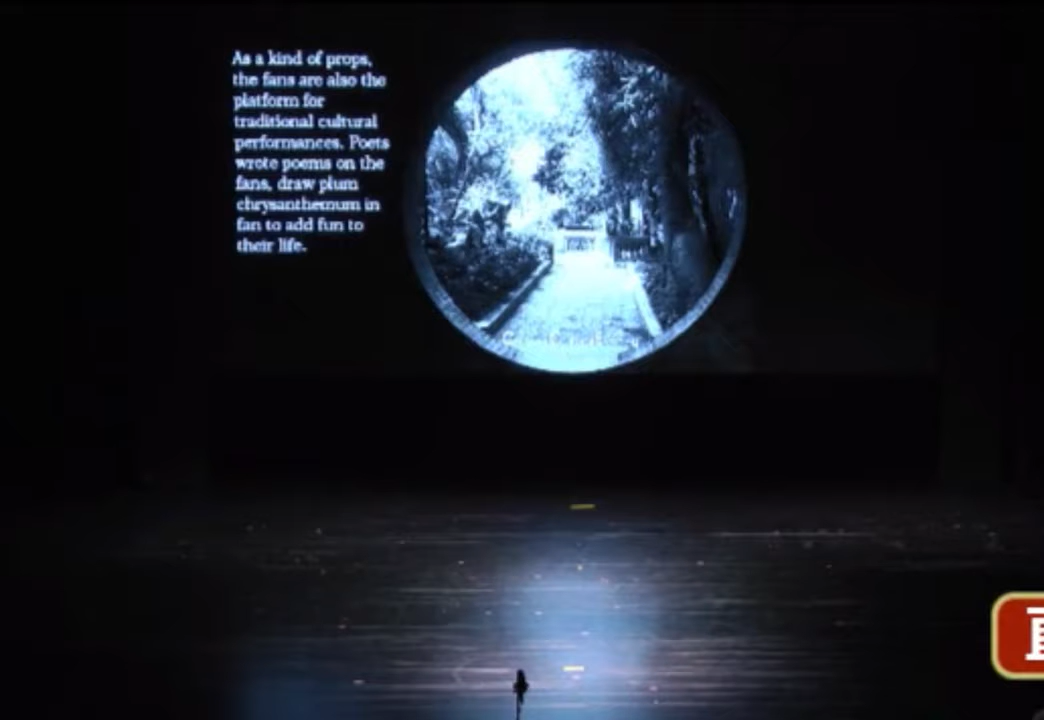 As a kind of props,
the fans are also the
platform for
traditional cultural
performances. Poets
wrote poems on the
fans, draw plum
chrysanthemum in
fan to add fun to
their life.